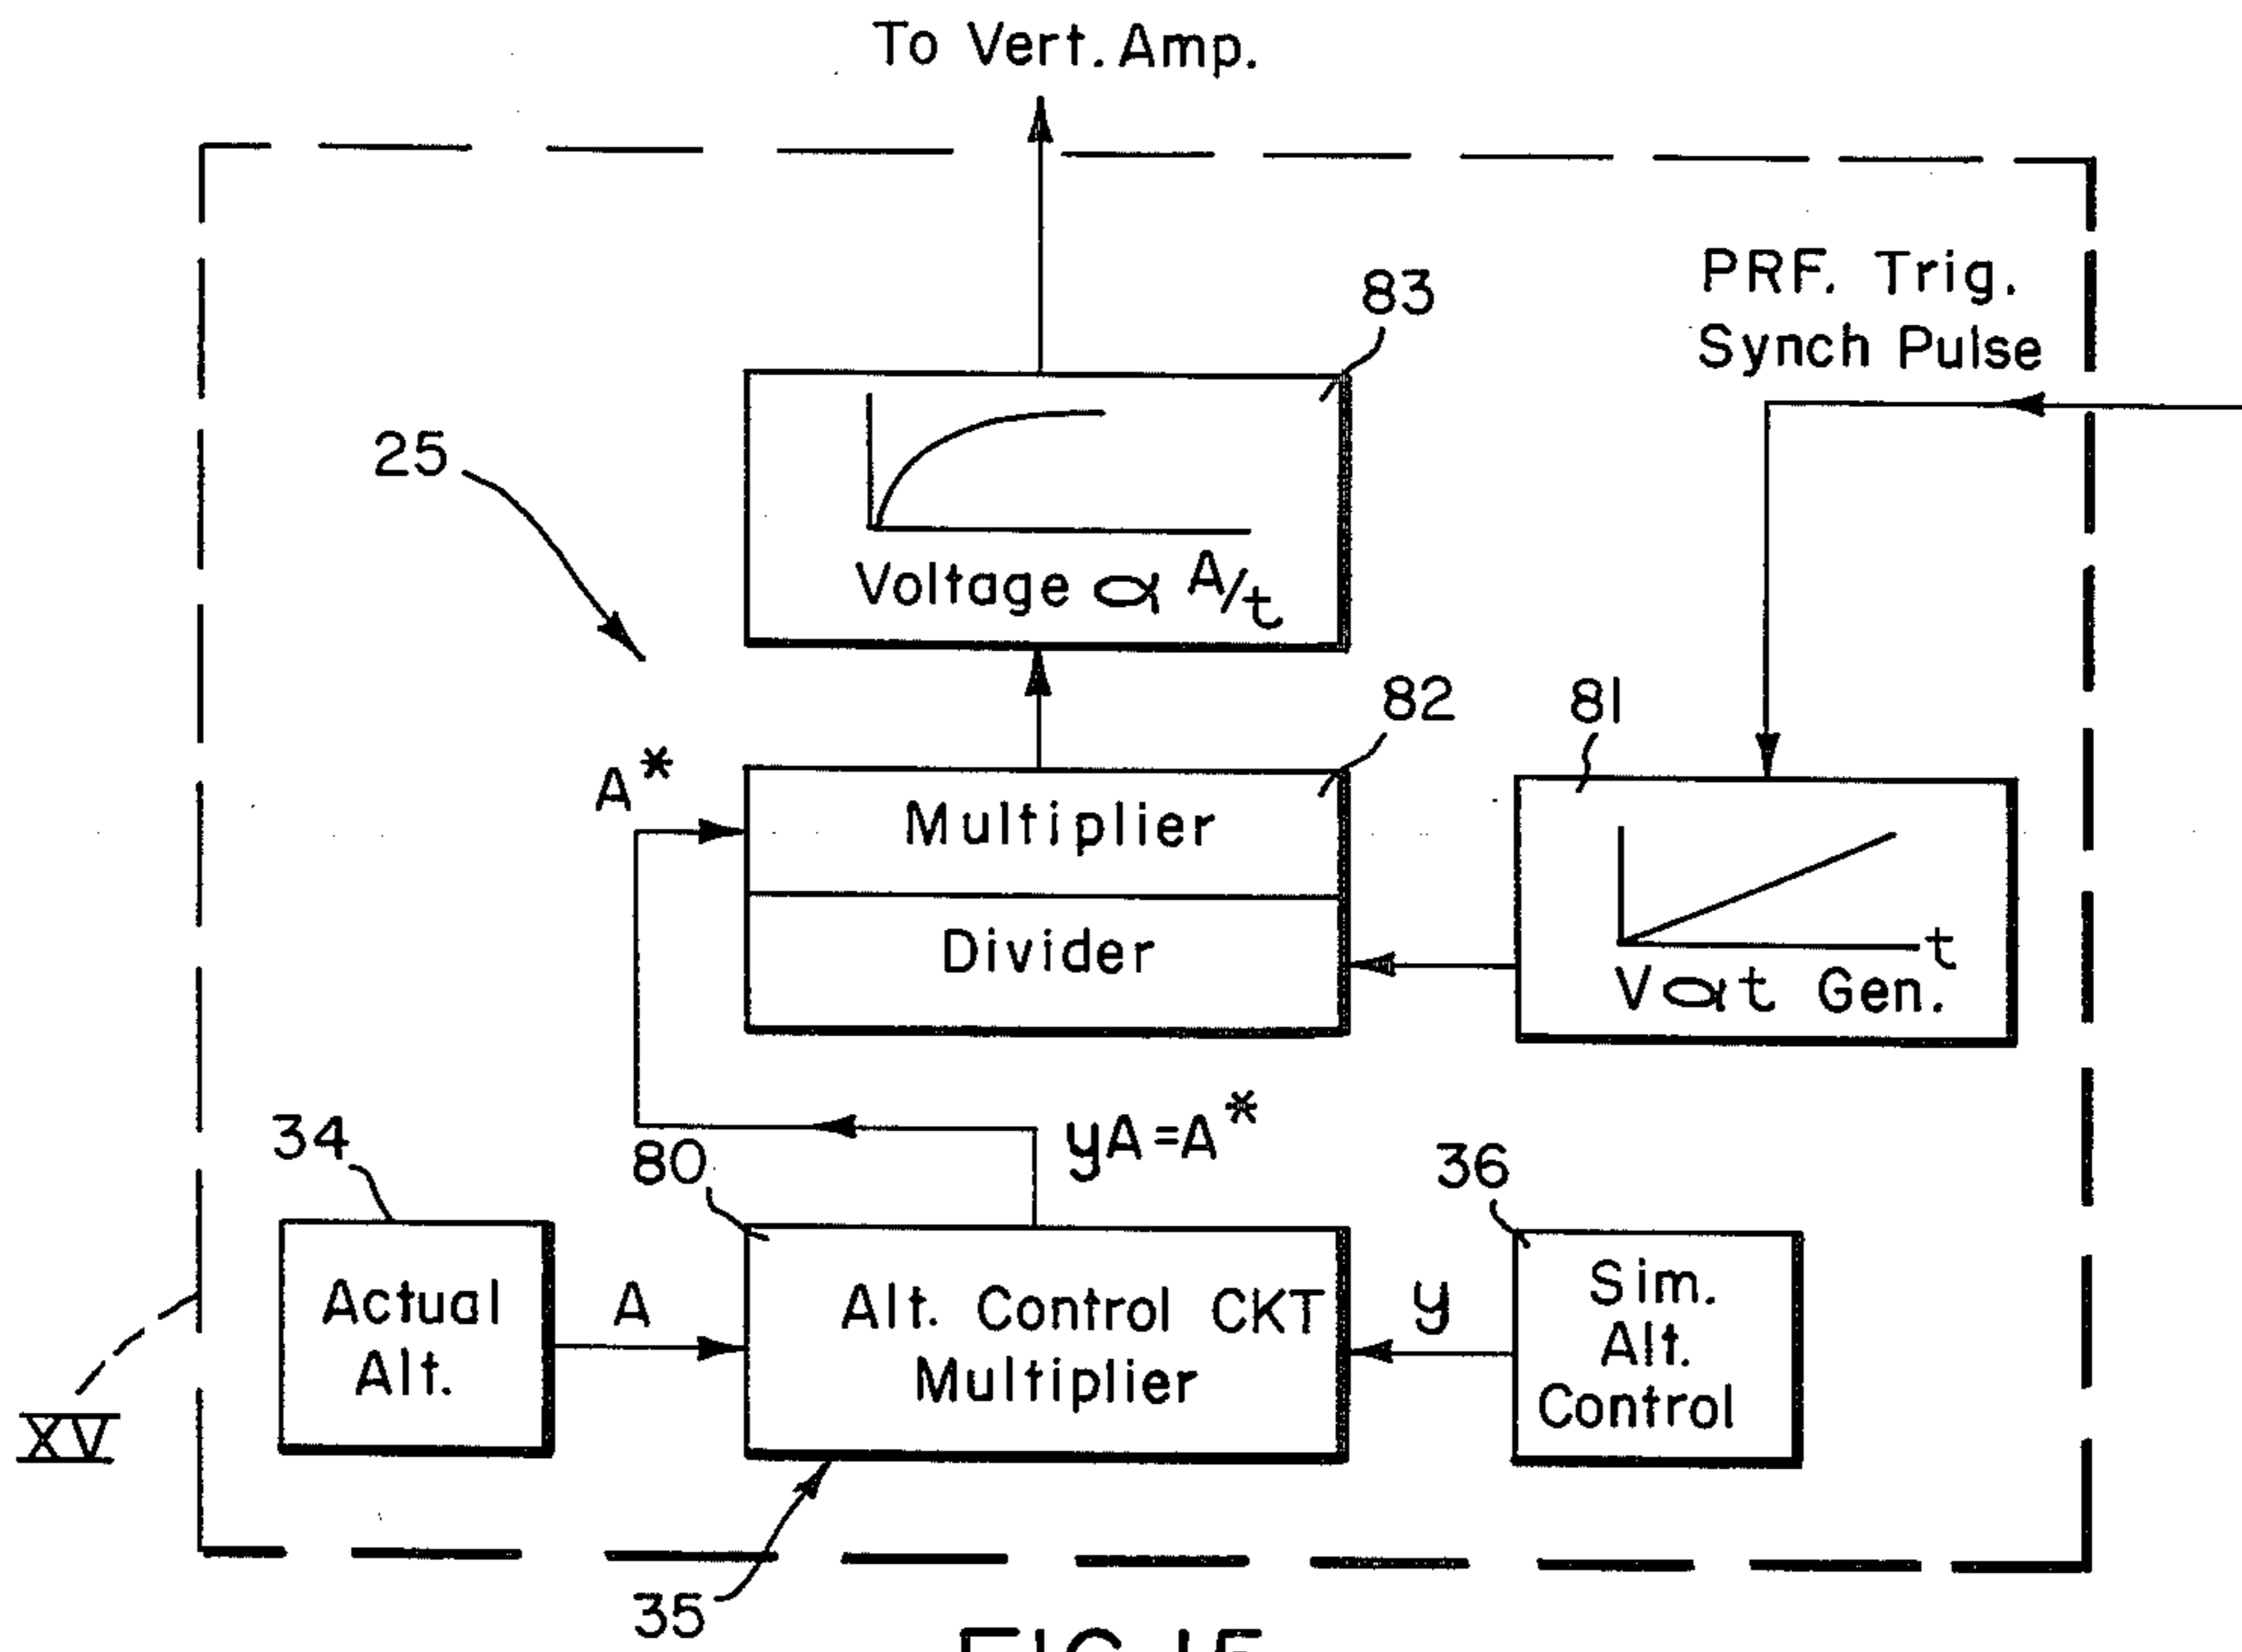 To Vert. Amp.
PRF. Trig.
Synch Pulse
83
25
Voltage α A/t
82
81
A*
Multiplier
Divider
t
V α t Gen.
34
80
yA=A*
36
Actual
Alt.
A
Alt. Control CKT
Multiplier
y
Sim.
Alt.
Control
XV
35